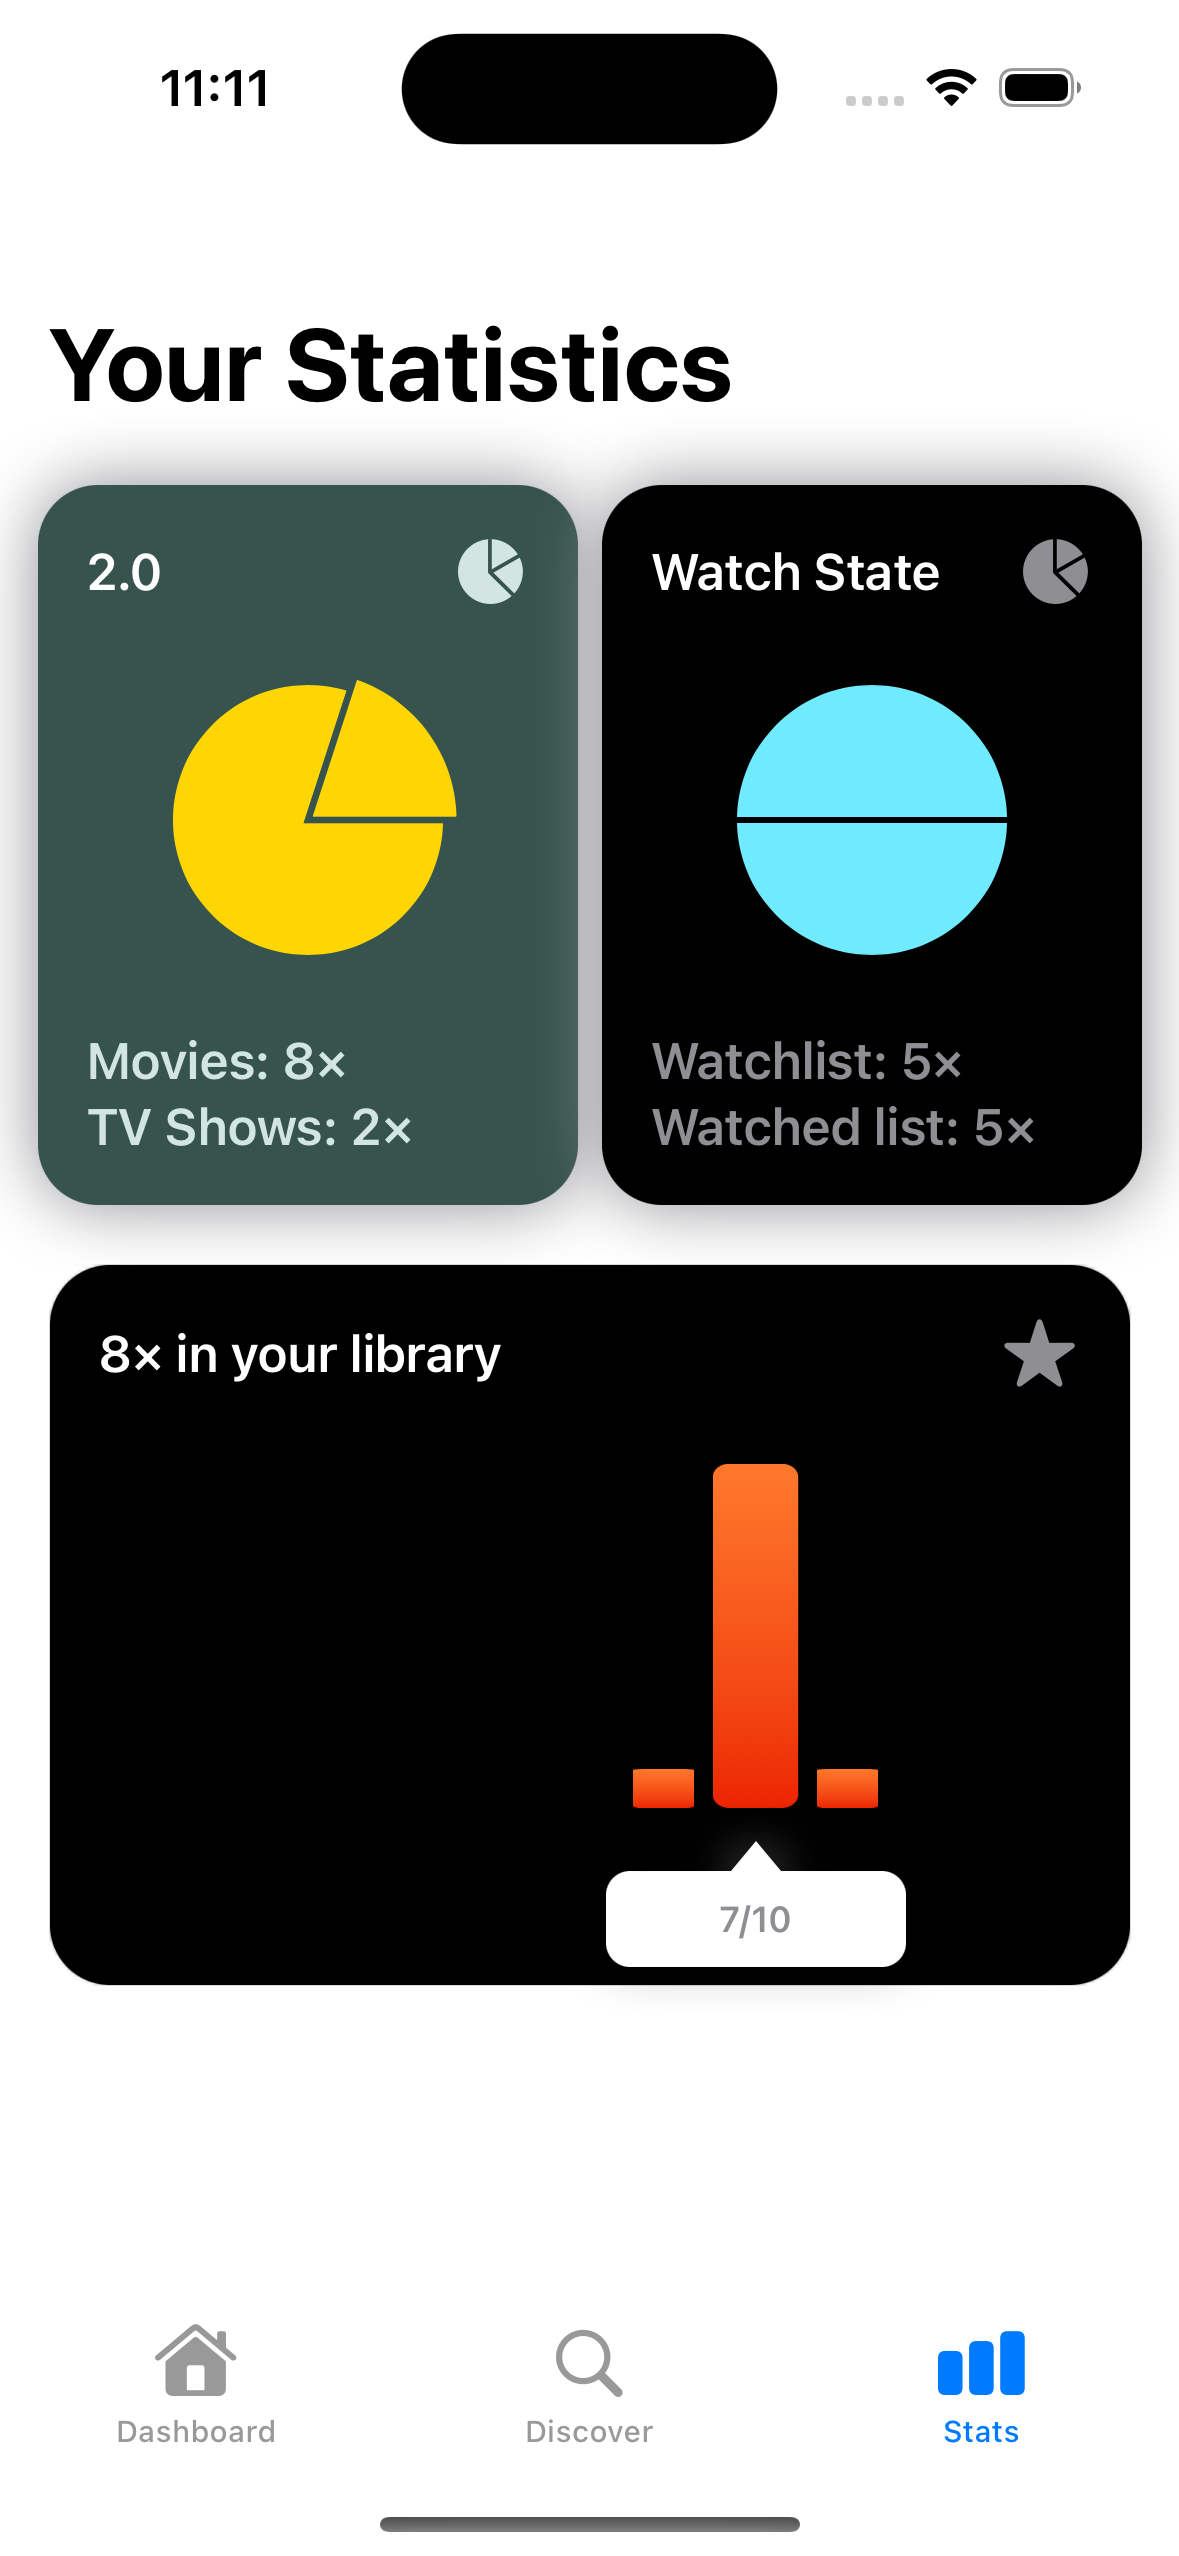 11:11
Your Statistics
2.0
Movies: 8×
TV Shows: 2×
Watch State
Watchlist: 5×
Watched list: 5×
8× in your library
7/10
Dashboard
Discover
Stats